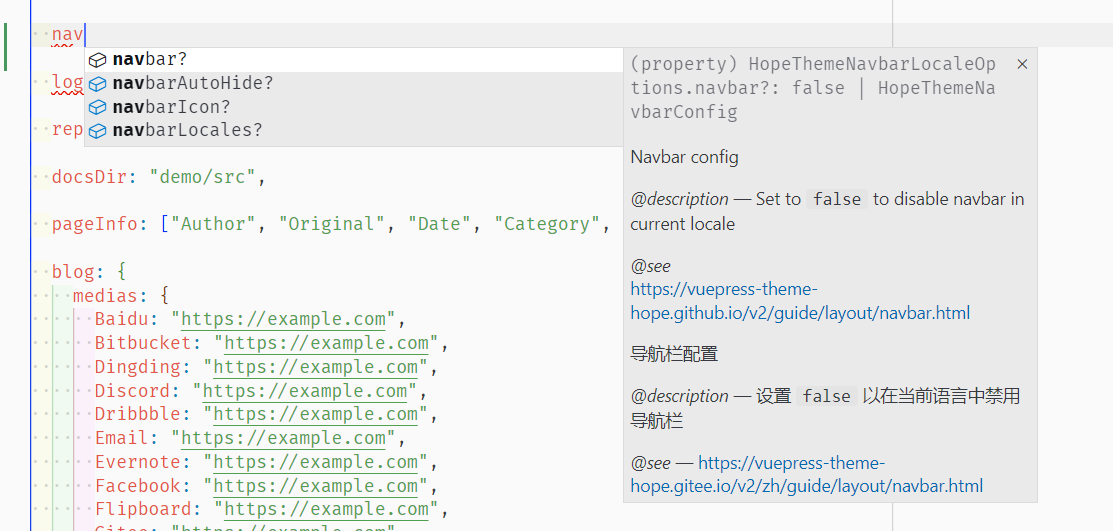 nav
navbar?
navbarAutoHide?
navbarIcon?
navbarLocales?
log
rep
docsDir: "demo/src",
pageInfo: ["Author", "Original", "Date", "Category",
blog: {
medias: {
Baidu: "https://example.com",
Bitbucket: "https://example.com",
Dingding: "https://example.com",
Discord: "https://example.com",
Dribbble: "https://example.com",
Email: "https://example.com",
Evernote: "https://example.com",
Facebook: "https://example.com",
Flipboard: "https://example.com",
(property) HopeThemeNavbarLocaleOp
tions.navbar?: false | HopeThemeNa
vbarConfig
Navbar config
@description — Set to false to disable navbar in
current locale
@see
https://vuepress-theme-
hope.github.io/v2/guide/layout/navbar.html
导航栏配置
@description — 设置 false 以在当前语言中禁用
导航栏
@see — https://vuepress-theme-
hope.gitee.io/v2/zh/guide/layout/navbar.html